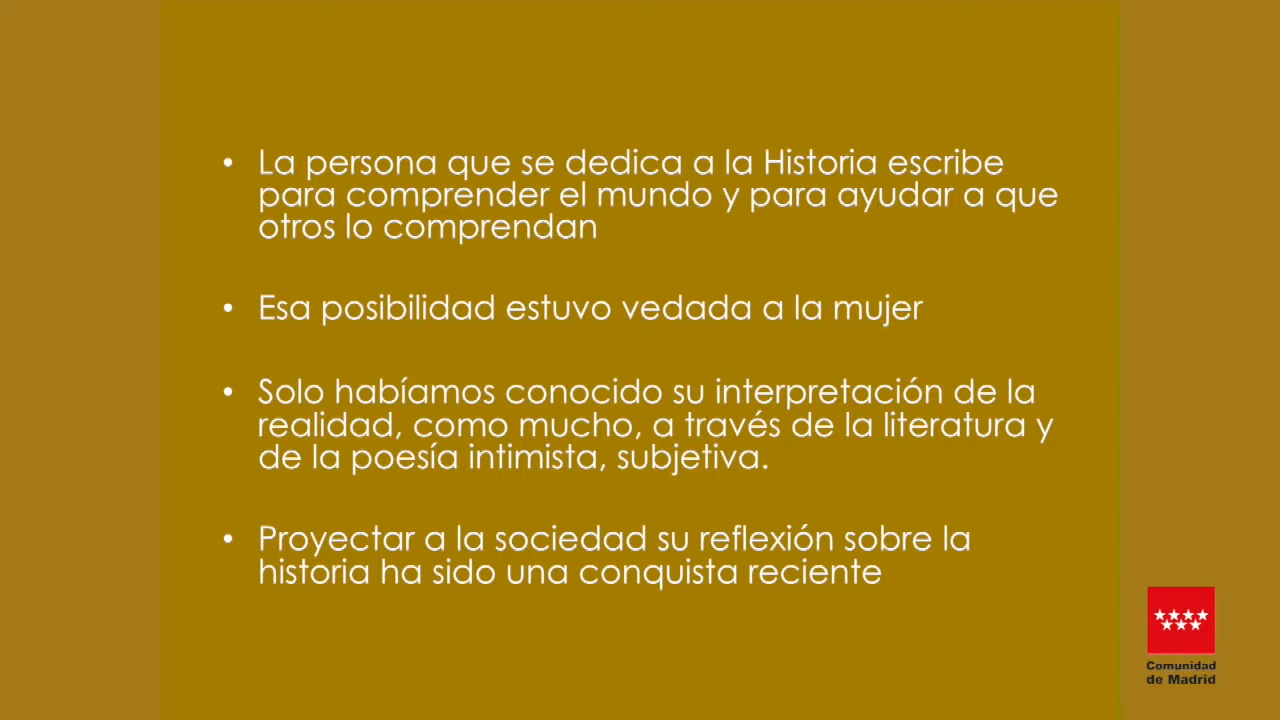 • La persona que se dedica a la Historia escribe
para comprender el mundo y para ayudar a que
otros lo comprendan
• Esa posibilidad estuvo vedada a la mujer
• Solo habíamos conocido su interpretación de la
realidad, como mucho, a través de la literatura y
de la poesía intimista, subjetiva.
• Proyectar a la sociedad su reflexión sobre la
historia ha sido una conquista reciente
Comunidad
de Madrid